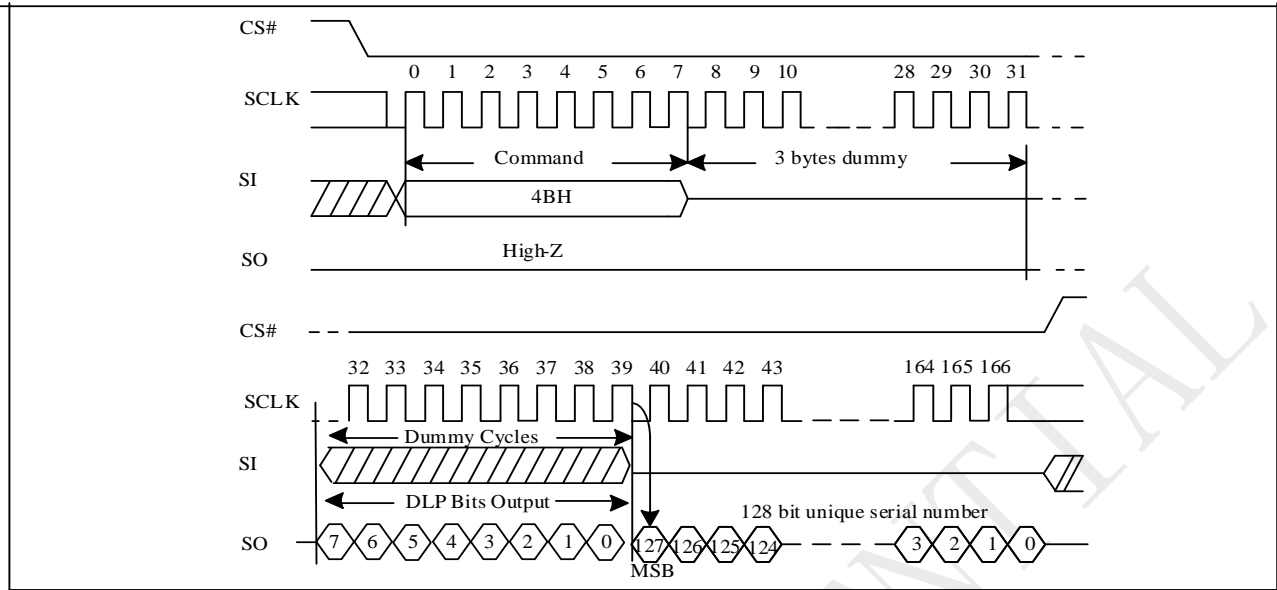 CS#
0 1 2 3 4 5 6 7 8 9 10 28 29 30 31
SCLK
Command 3 bytes dummy
SI
4BH
High-Z
SO
CS#
32 33 34 35 36 37 38 39 40 41 42 43 164 165 166
SCLK
Dummy Cycles
SI
DLP Bits Output
128 bit unique serial number
SO 7 6 5 4 3 2 1 0 127 126 125 124 3 2 1 0
MSB
NTIAL